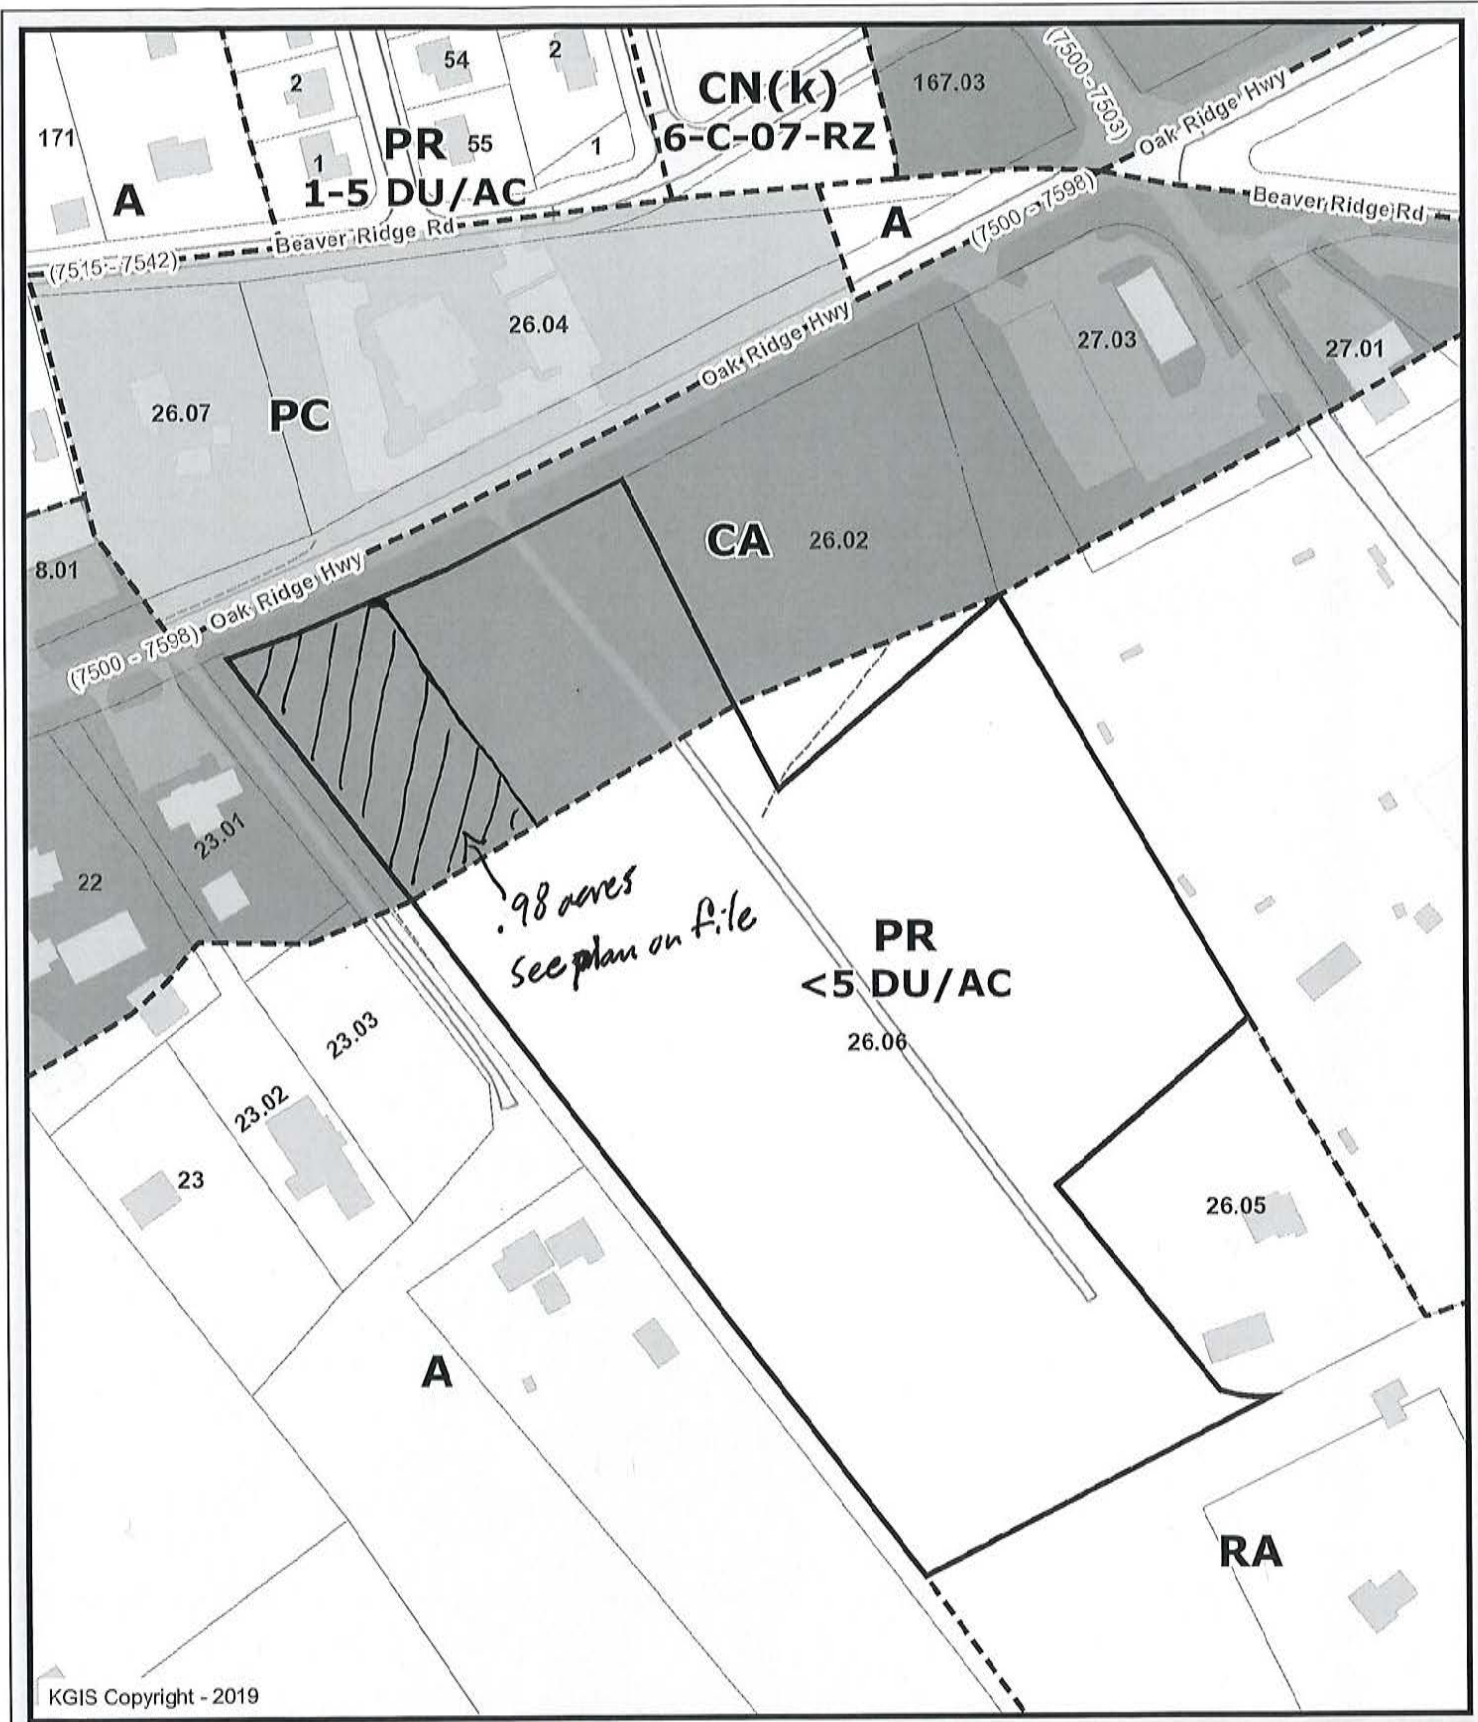 54
2
2
CN(k)
6-C-07-RZ
167.03
(7500 - 7503)
Oak Ridge Hwy
171
PR
55
1
1
1-5 DU/AC
A
Beaver Ridge Rd
A
(7500 - 7598)
Beaver Ridge Rd
(7515 - 7542)
26.04
Oak Ridge Hwy
27.03
27.01
26.07
PC
CA
26.02
8.01
(7500 - 7598)
Oak Ridge Hwy
23.01
22
.98 acres
see plan on file
PR
<5 DU/AC
26.06
23.03
23.02
23
26.05
A
RA
KGIS Copyright - 2019